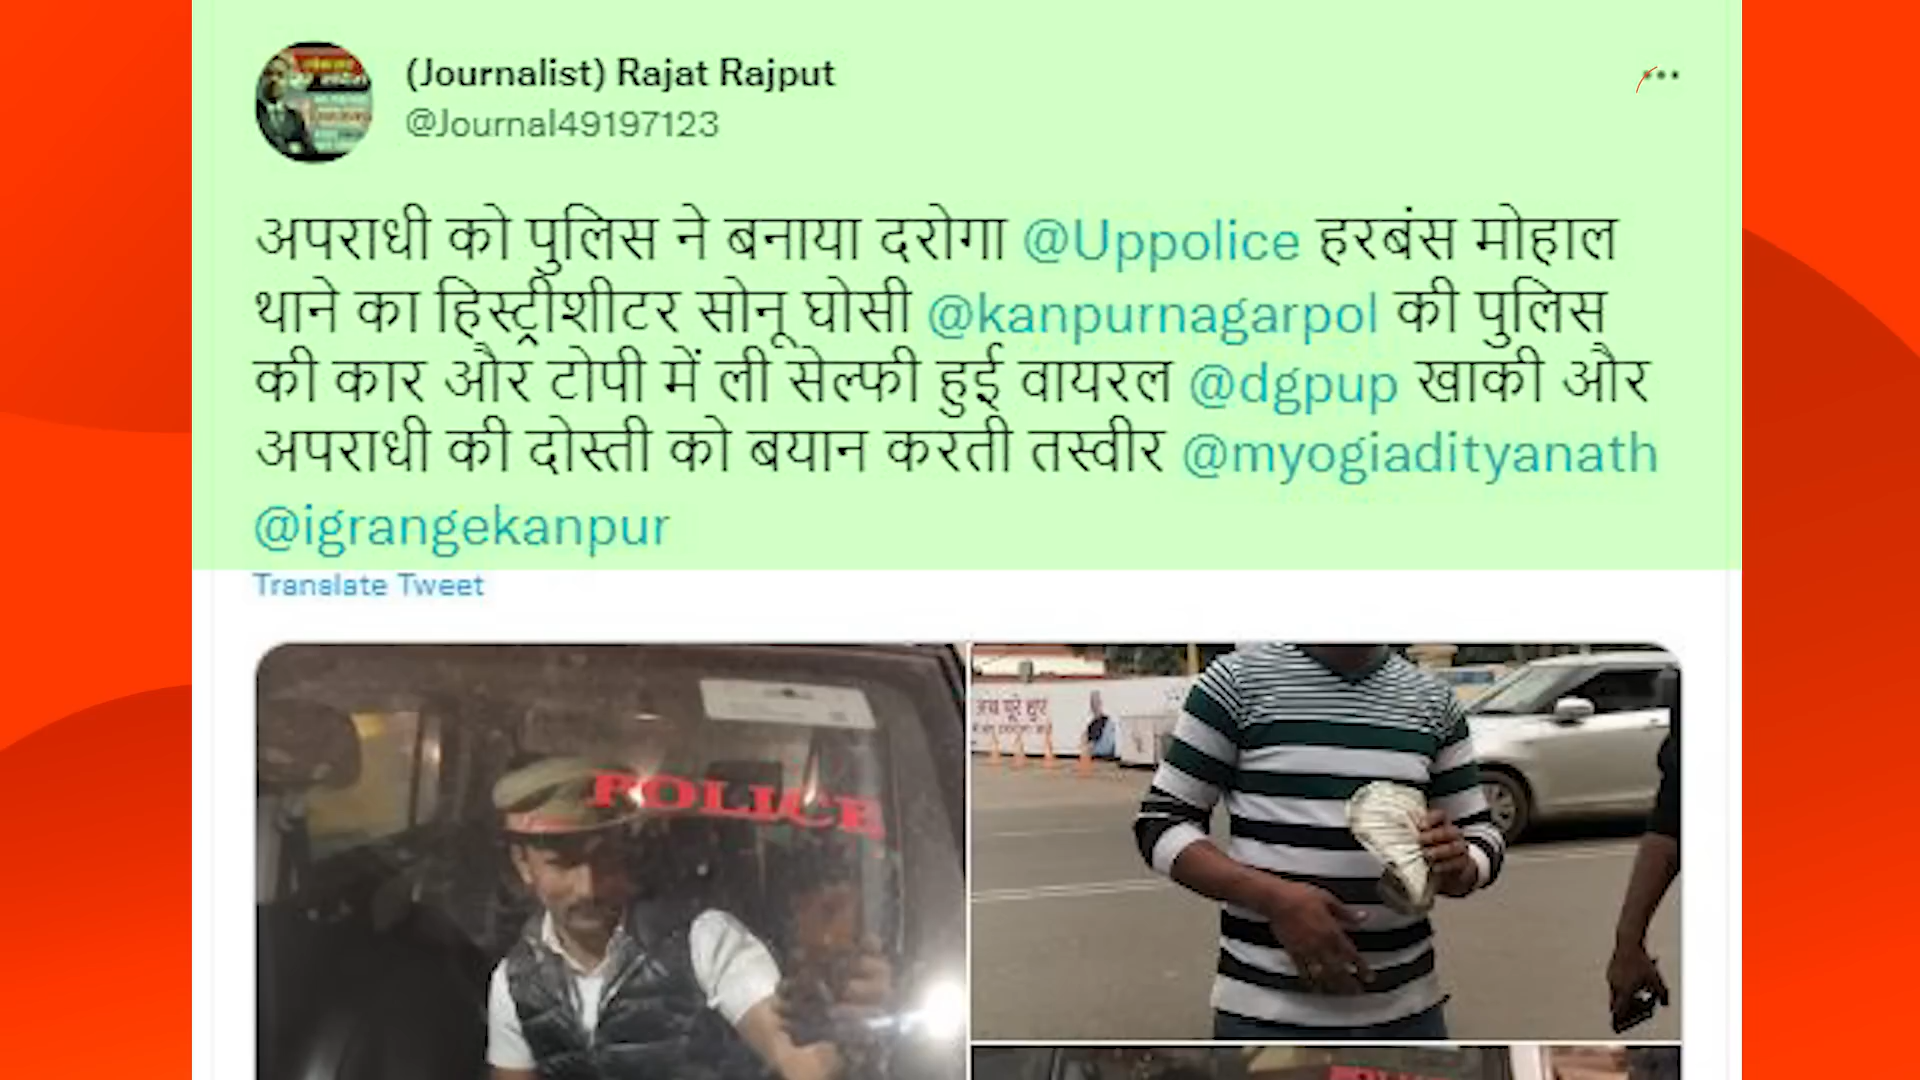 (Journalist) Rajat Rajput
@Journal49197123
अपराधी को पुलिस ने बनाया दरोगा @Uppolice हरबंस मोहाल
थाने का हिस्ट्रीशीटर सोनू घोसी @kanpurnagarpol की पुलिस
की कार और टोपी में ली सेल्फी हुई वायरल @dgpup खाकी और
अपराधी की दोस्ती को बयान करती तस्वीर @myogiadityanath
@igrangekanpur
Translate Tweet
POLICE